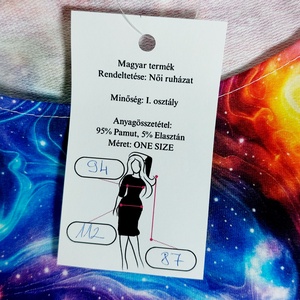 Magyar termék
Rendeltetése: Női ruházat
Minőség: I. osztály
Anyagösszetétel:
95% Pamut, 5% Elasztán
Méret: ONE SIZE
94
112
87